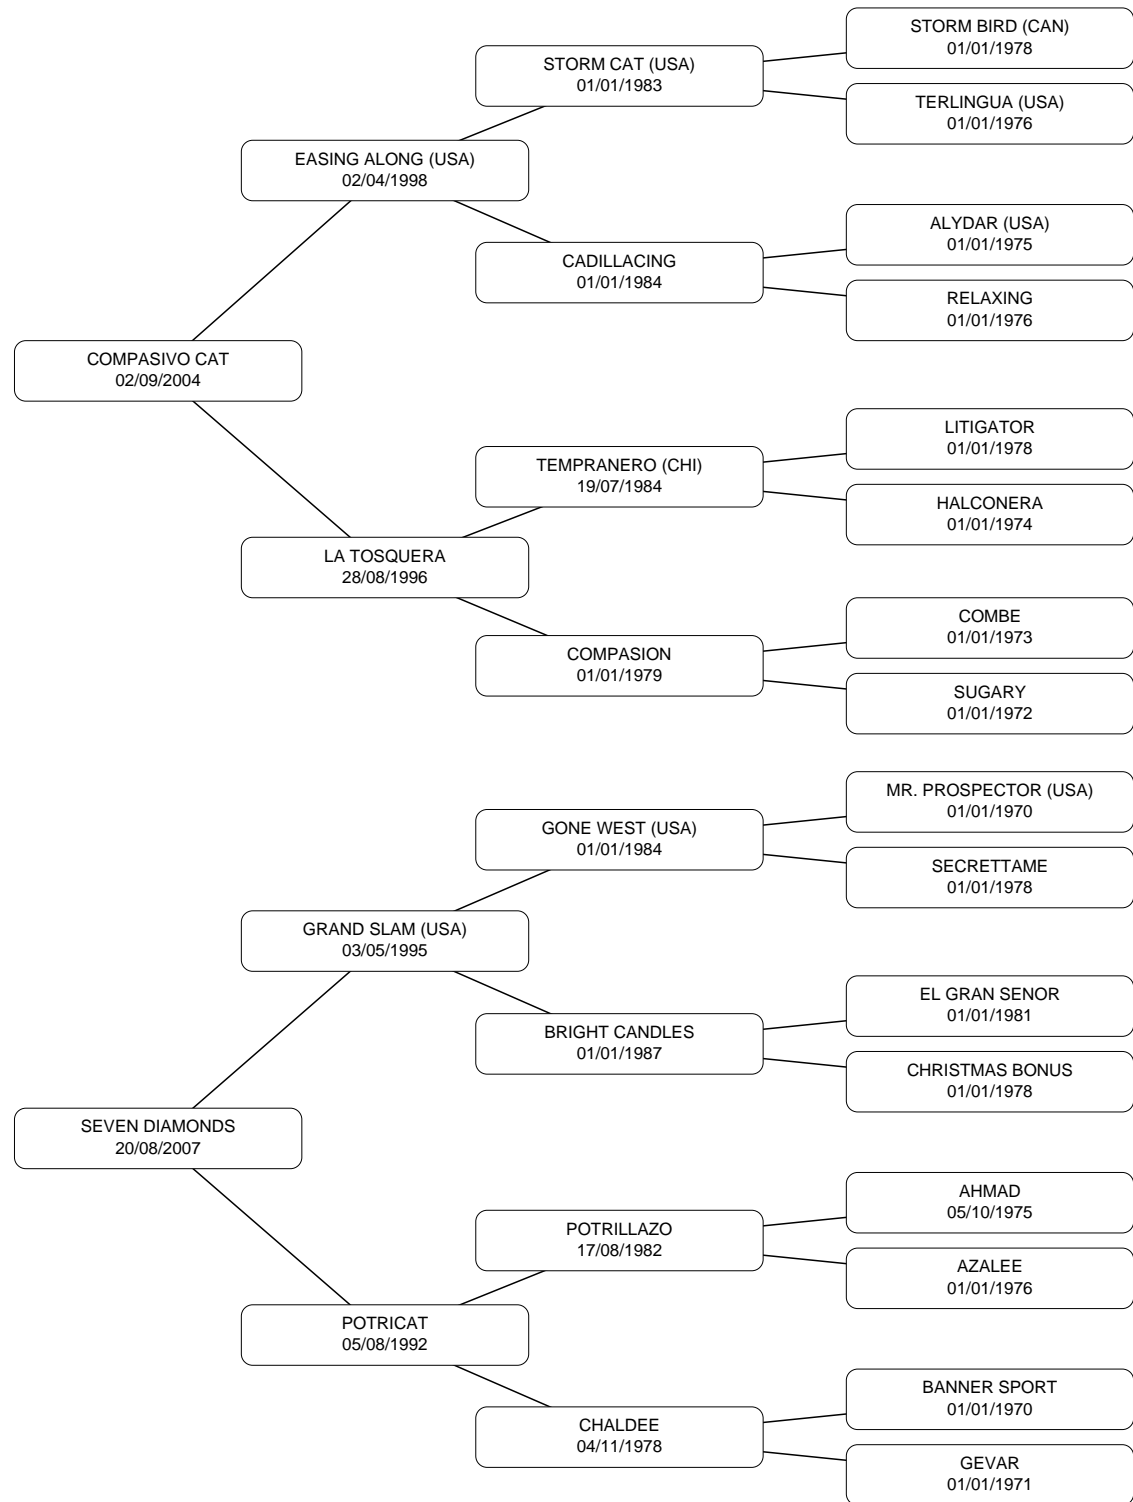 STORM BIRD (CAN)
01/01/1978
STORM CAT (USA)
01/01/1983
TERLINGUA (USA)
01/01/1976
EASING ALONG (USA)
02/04/1998
ALYDAR (USA)
01/01/1975
CADILLACING
01/01/1984
RELAXING
01/01/1976
COMPASIVO CAT
02/09/2004
LITIGATOR
01/01/1978
TEMPRANERO (CHI)
19/07/1984
HALCONERA
01/01/1974
LA TOSQUERA
28/08/1996
COMBE
01/01/1973
COMPASION
01/01/1979
SUGARY
01/01/1972
MR. PROSPECTOR (USA)
01/01/1970
GONE WEST (USA)
01/01/1984
SECRETTAME
01/01/1978
GRAND SLAM (USA)
03/05/1995
EL GRAN SENOR
01/01/1981
BRIGHT CANDLES
01/01/1987
CHRISTMAS BONUS
01/01/1978
SEVEN DIAMONDS
20/08/2007
AHMAD
05/10/1975
POTRILLAZO
17/08/1982
AZALEE
01/01/1976
POTRICAT
05/08/1992
BANNER SPORT
01/01/1970
CHALDEE
04/11/1978
GEVAR
01/01/1971